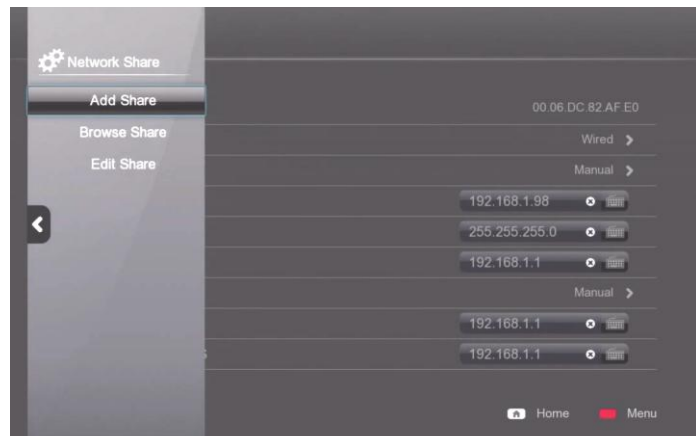 Network Share
Add Share
Browse Share
Edit Share
00.06.DC.82.AF.E0
Wired
Manual
192.168.1.98
255.255.255.0
192.168.1.1
Manual
192.168.1.1
192.168.1.1
Home Menu